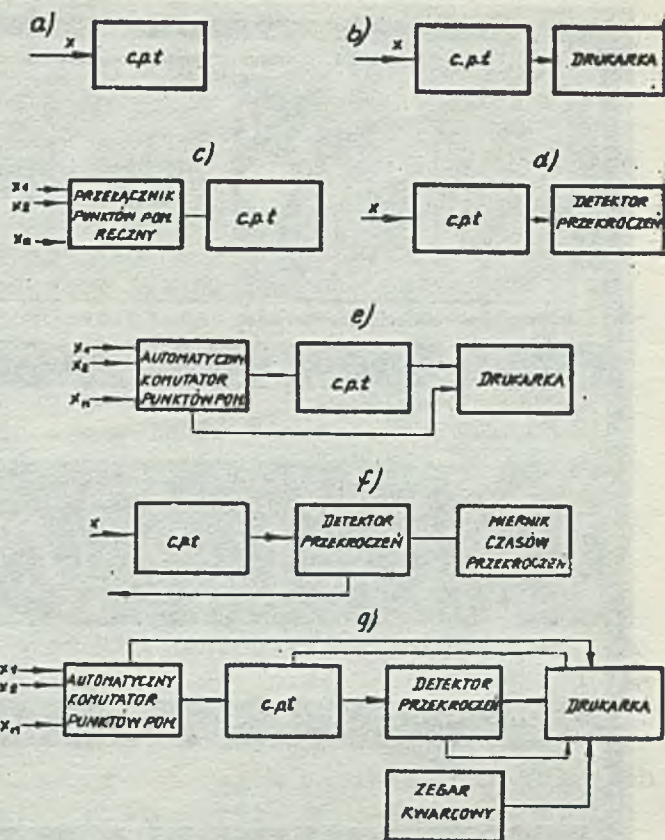 a)
x
c.p.t
b)
x
c.p.t
DRUKARKA
c)
x1
x2
xn
PRZEŁĄCZNIK
PUNKTÓW POM.
RĘCZNY
c.p.t
d)
x
c.p.t
DETEKTOR
PRZEKROCZEŃ
e)
x1
x2
xn
AUTOMATYCZNY
KOMUTATOR
PUNKTÓW POM.
c.p.t
DRUKARKA
f)
x
c.p.t
DETEKTOR
PRZEKROCZEŃ
MIERNIK
CZASÓW
PRZEKROCZEŃ
g)
x1
x2
xn
AUTOMATYCZNY
KOMUTATOR
PUNKTÓW POM.
c.p.t
DETEKTOR
PRZEKROCZEŃ
DRUKARKA
ZEGAR
KWARCOWY